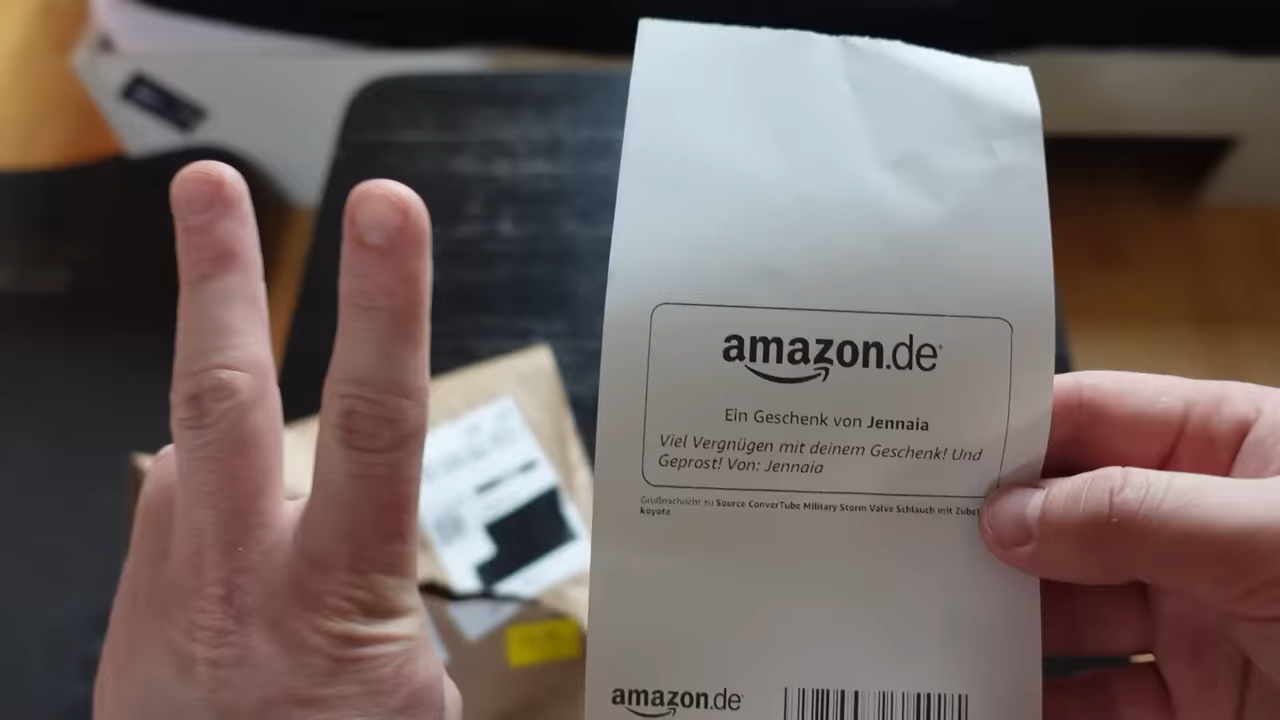 amazon.de
Ein Geschenk von Jennaia
Viel Vergnügen mit deinem Geschenk! Und
Geprost! Von: Jennaia
Grußnachricht zu Source ConverTube Military Storm Valve Schlauch mit
koyote
amazon.de